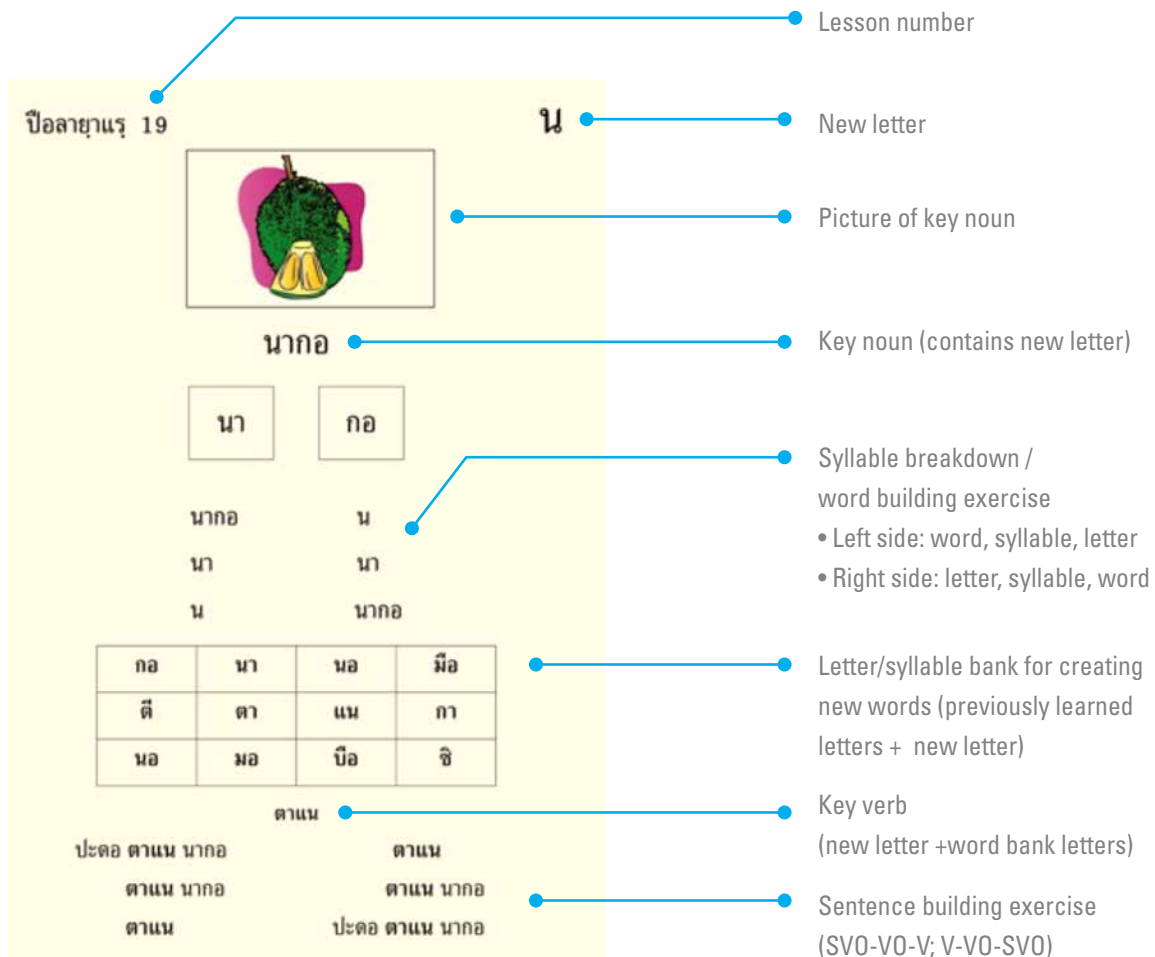 Lesson number
ปือลายฺาแรฺ 19
น
New letter
Picture of key noun
นากอ
Key noun (contains new letter)
นา กอ
Syllable breakdown /
word building exercise
• Left side: word, syllable, letter
• Right side: letter, syllable, word
นากอ น
นา นา
น นากอ
กอ นา นอ มือ
ตี ตา แน กา
นอ มอ บือ ซิ
Letter/syllable bank for creating
new words (previously learned
letters + new letter)
ตาแน
Key verb
(new letter +word bank letters)
ปะดอ ตาแน นากอ ตาแน
ตาแน นากอ ตาแน นากอ
ตาแน ปะดอ ตาแน นากอ
Sentence building exercise
(SVO-VO-V; V-VO-SVO)